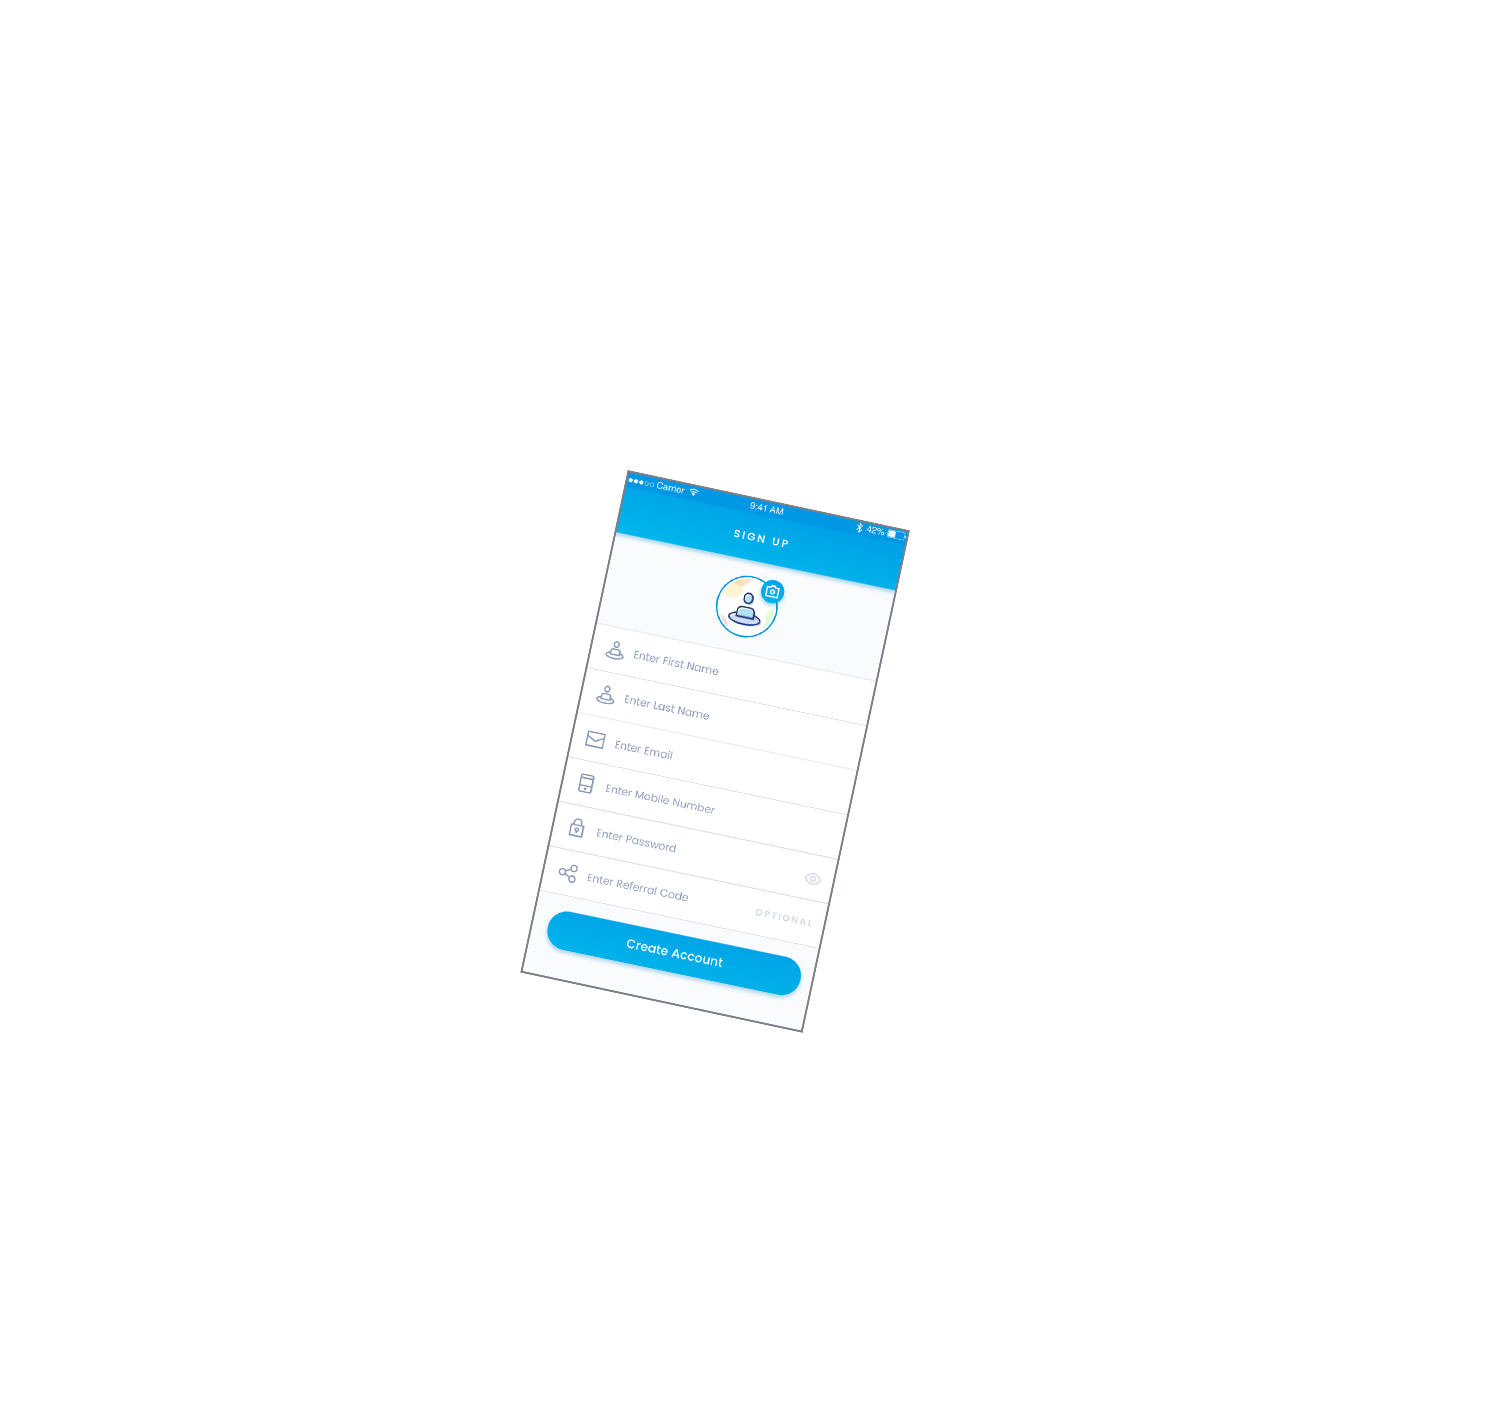 Carrier
9:41 AM
42%
SIGN UP
Enter First Name
Enter Last Name
Enter Email
Enter Mobile Number
Enter Password
Enter Referral Code
OPTIONAL
Create Account